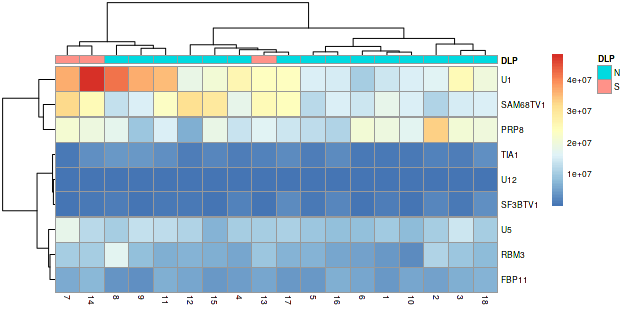 DLP
U1
SAM68TV1
PRP8
TIA1
U12
SF3BTV1
U5
RBM3
FBP11
7 14 8 9 11 12 15 4 13 17 5 16 6 1 10 2 3 18
4e+07
3e+07
2e+07
1e+07
DLP
N
S